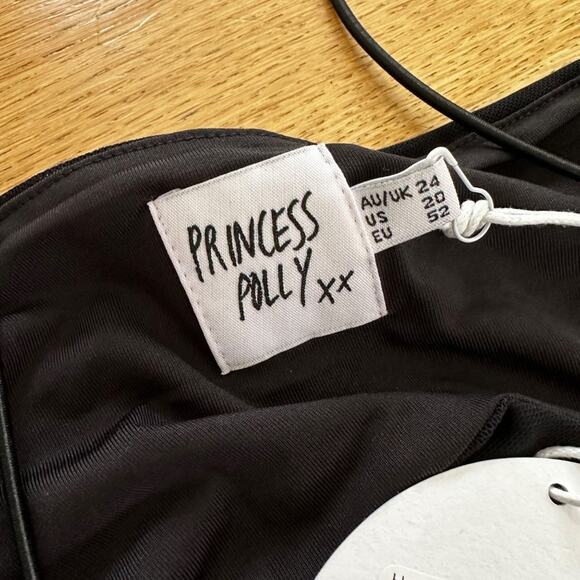 PRINCESS
POLLY xx
AU/UK 24
US 20
EU 52